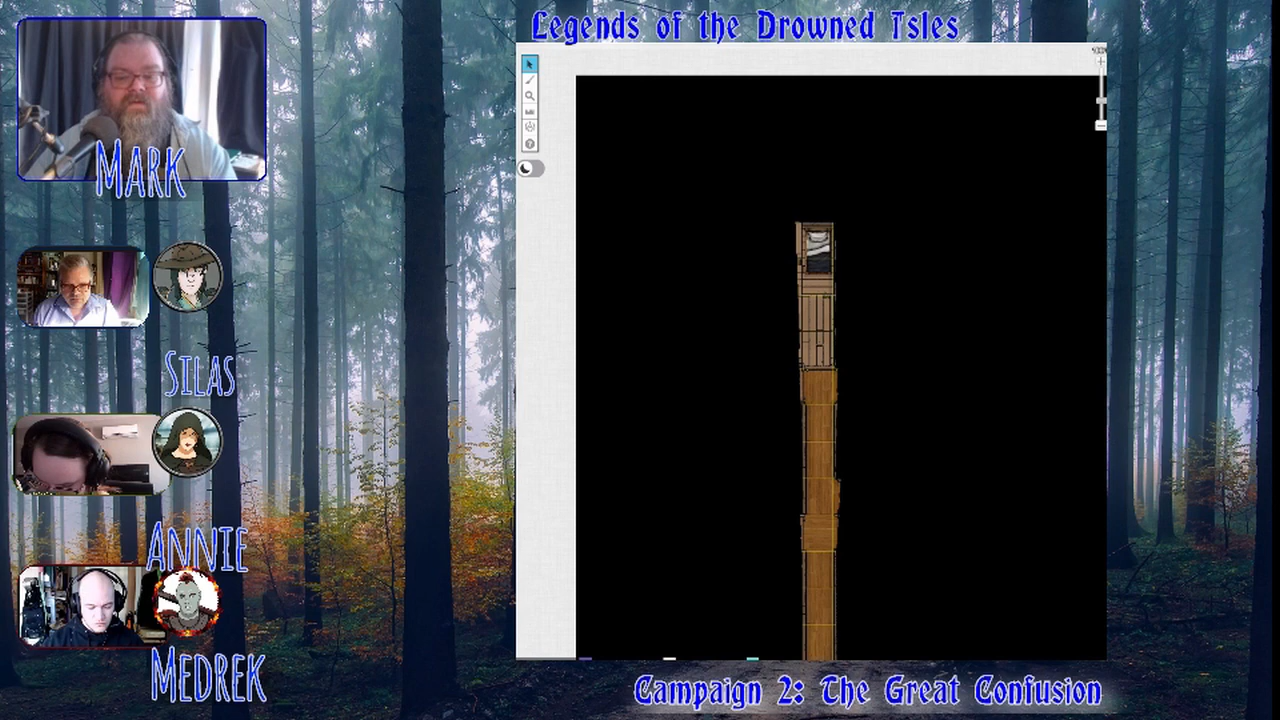 Legends of the Drowned Isles
MARK
SILAS
ANNIE
MEDREK
Campaign 2: The Great Confusion